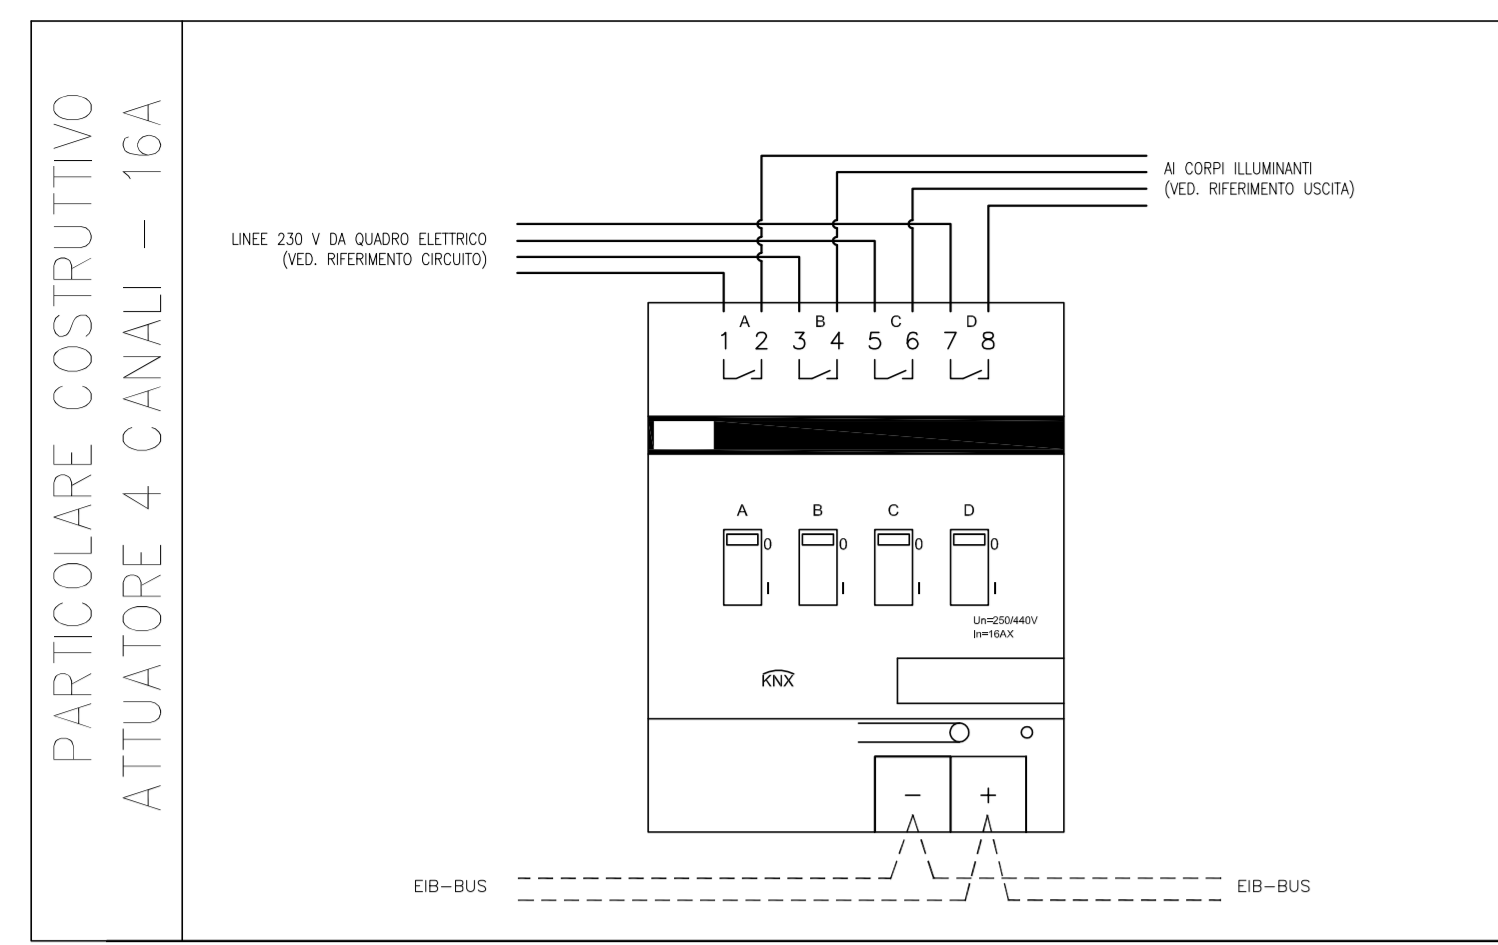 PARTICOLARE COSTRUTTIVO
ATTUATORE 4 CANALI - 16A
AI CORPI ILLUMINANTI
(VED. RIFERIMENTO USCITA)
LINEE 230 V DA QUADRO ELETTRICO
(VED. RIFERIMENTO CIRCUITO)
A B C D
1 2 3 4 5 6 7 8
A B C D
0 0 0 0
I I I I
Un=250/440V
In=16AX
KNX
- +
EIB-BUS EIB-BUS